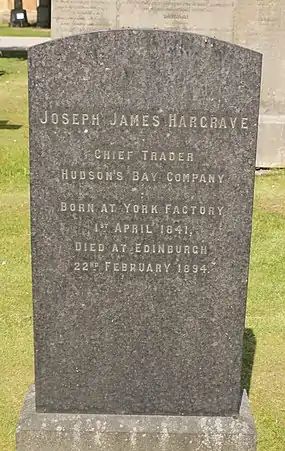 JOSEPH JAMES HARGRAVE
CHIEF TRADER
HUDSON'S BAY COMPANY
BORN AT YORK FACTORY
1ST APRIL 1841,
DIED AT EDINBURGH
22ND FEBRUARY 1894.